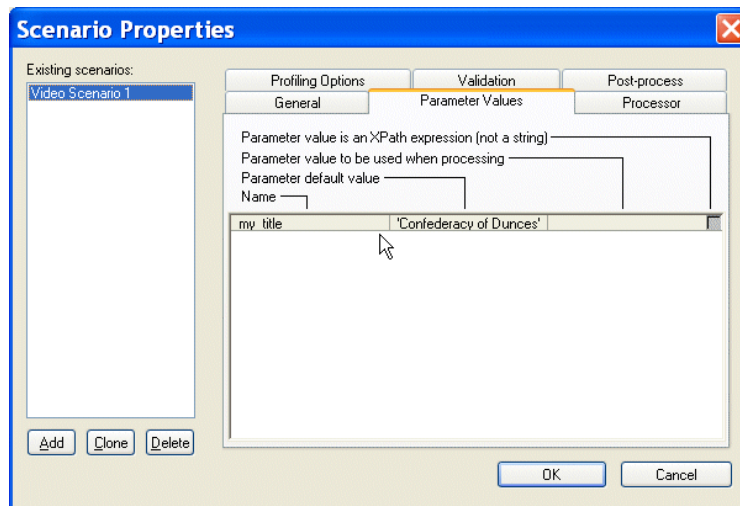 Scenario Properties
Existing scenarios:
Video Scenario 1
Add
Clone
Delete
Profiling Options
Validation
Post-process
General
Parameter Values
Processor
Parameter value is an XPath expression (not a string)
Parameter value to be used when processing
Parameter default value
Name
my_title
'Confederacy of Dunces'
OK
Cancel